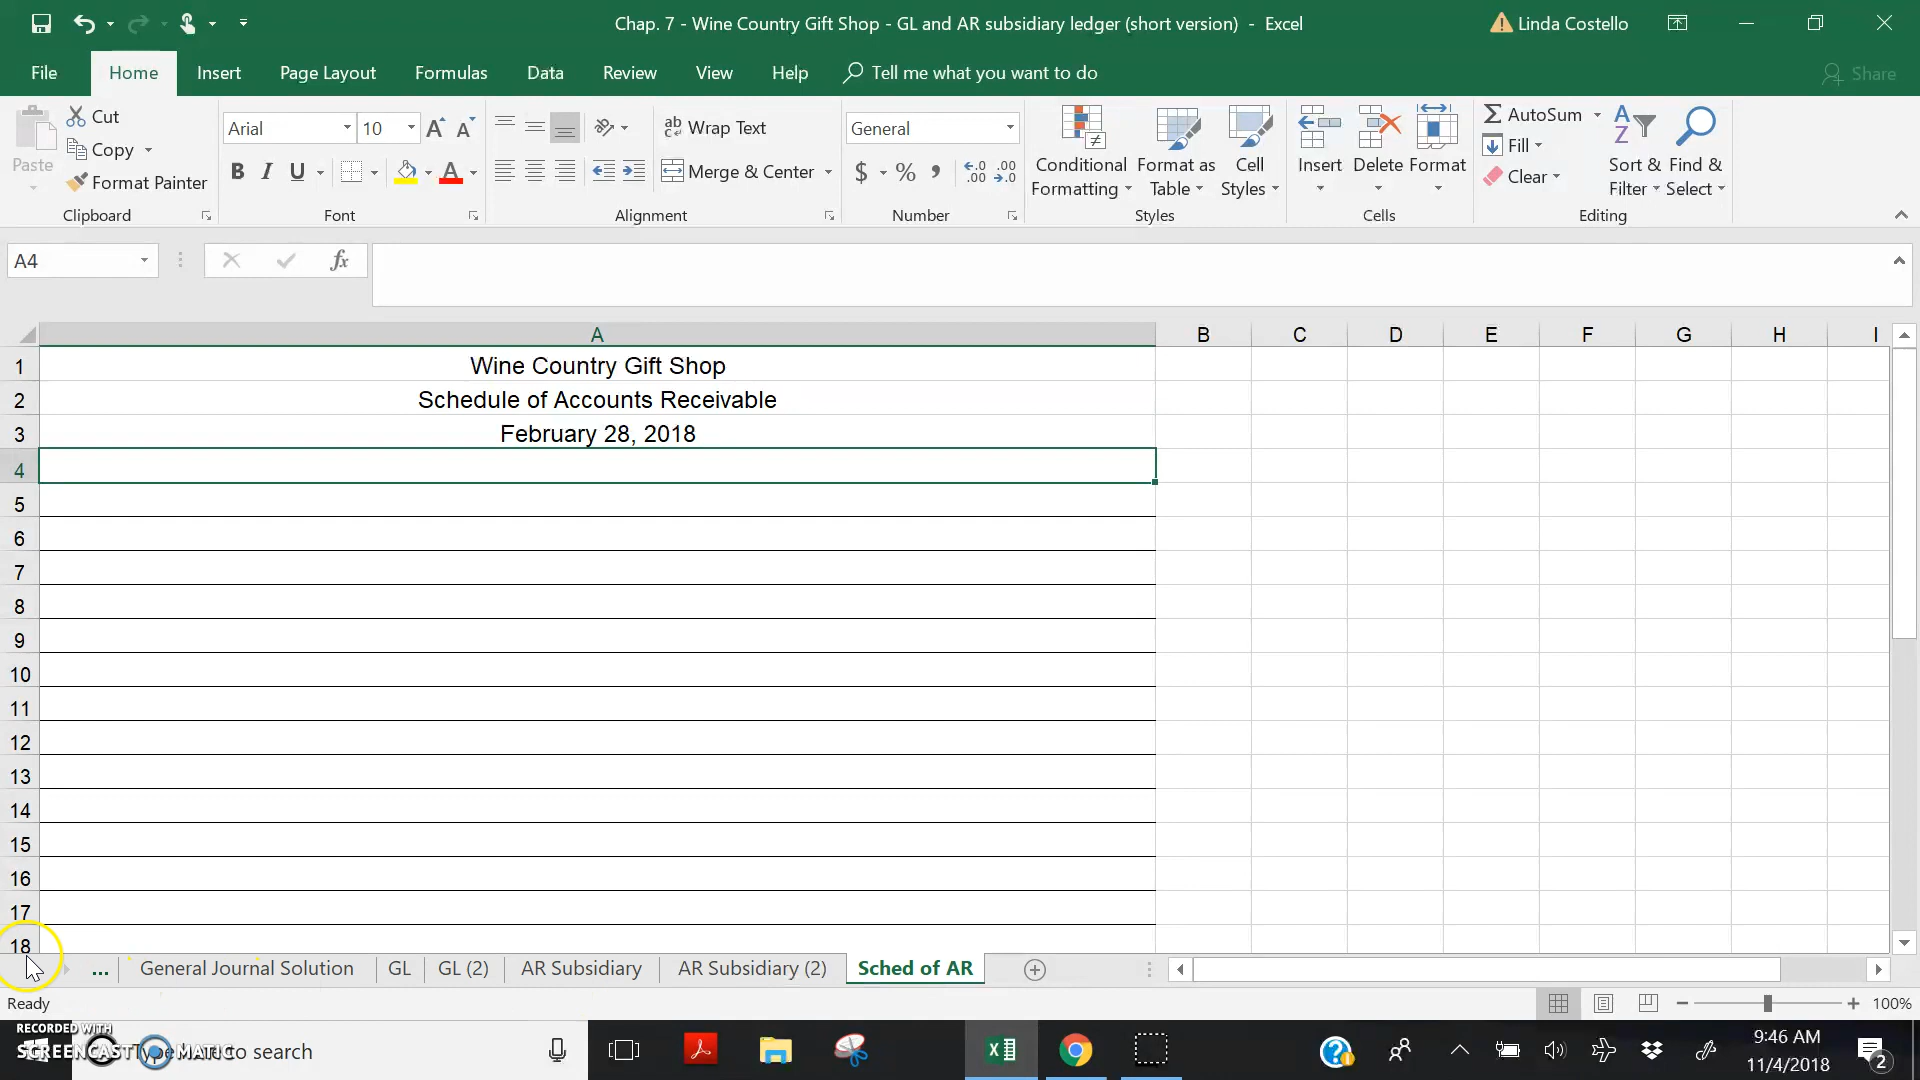 Chap. 7 - Wine Country Gift Shop - GL and AR subsidiary ledger (short version) - Excel
Linda Costello
File Home Insert Page Layout Formulas Data Review View Help Tell me what you want to do Share
Paste
Cut
Copy
Format Painter
Clipboard
Arial 10
B I U
Font
Wrap Text
Merge & Center
Alignment
General
$ % ,
Number
Conditional Formatting
Format as Table
Cell Styles
Styles
Insert Delete Format
Cells
AutoSum
Fill
Clear
Sort & Filter
Find & Select
Editing
A4
fx
A B C D E F G H I
1 Wine Country Gift Shop
2 Schedule of Accounts Receivable
3 February 28, 2018
4
5
6
7
8
9
10
11
12
13
14
15
16
17
18
... General Journal Solution GL GL (2) AR Subsidiary AR Subsidiary (2) Sched of AR
Ready
100%
RECORDED WITH
SCREENCAST MATIC
to search
9:46 AM
11/4/2018
2